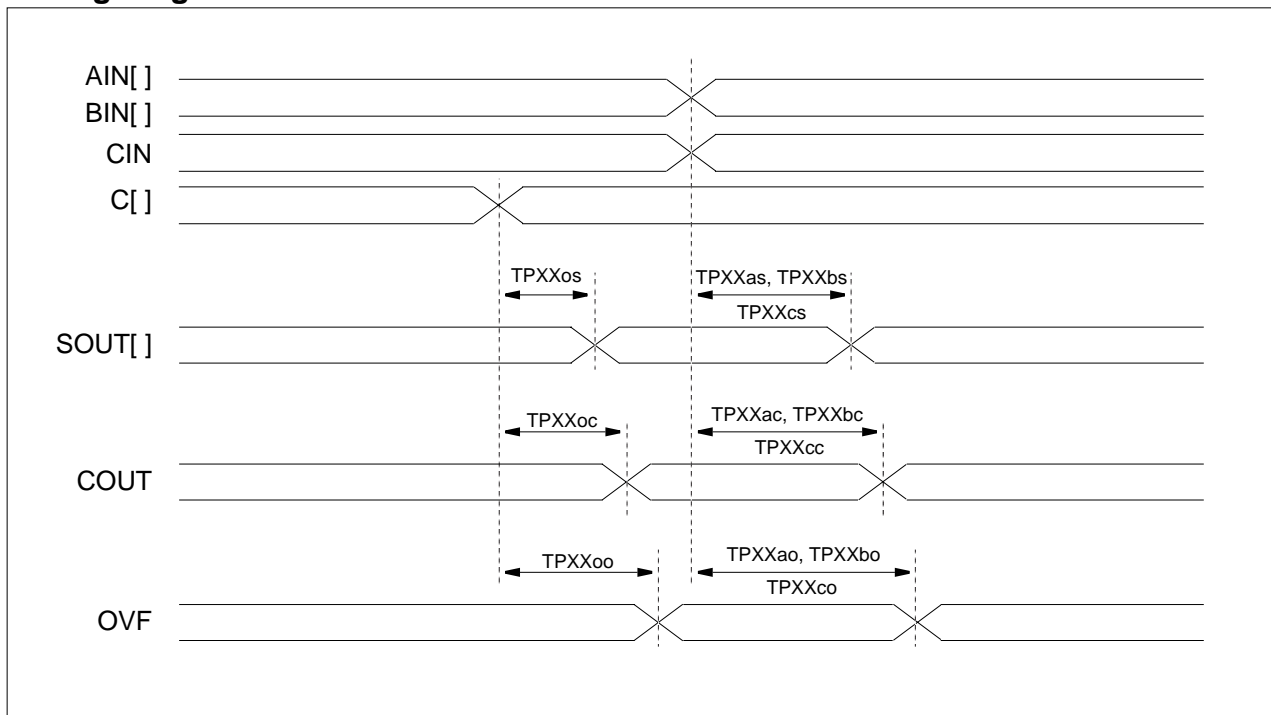 AIN[ ]
BIN[ ]
CIN
C[ ]
TPXXos
TPXXas, TPXXbs
TPXXcs
SOUT[ ]
TPXXoc
TPXXac, TPXXbc
TPXXcc
COUT
TPXXoo
TPXXao, TPXXbo
TPXXco
OVF